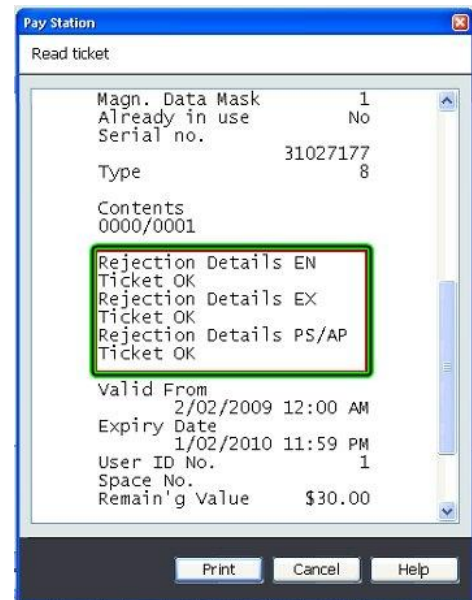 Pay Station
Read ticket
Magn. Data Mask 1
Already in use No
Serial no.
31027177
Type 8
Contents
0000/0001
Rejection Details EN
Ticket OK
Rejection Details EX
Ticket OK
Rejection Details PS/AP
Ticket OK
Valid From
2/02/2009 12:00 AM
Expiry Date
1/02/2010 11:59 PM
User ID No. 1
Space No.
Remain'g Value $30.00
Print Cancel Help